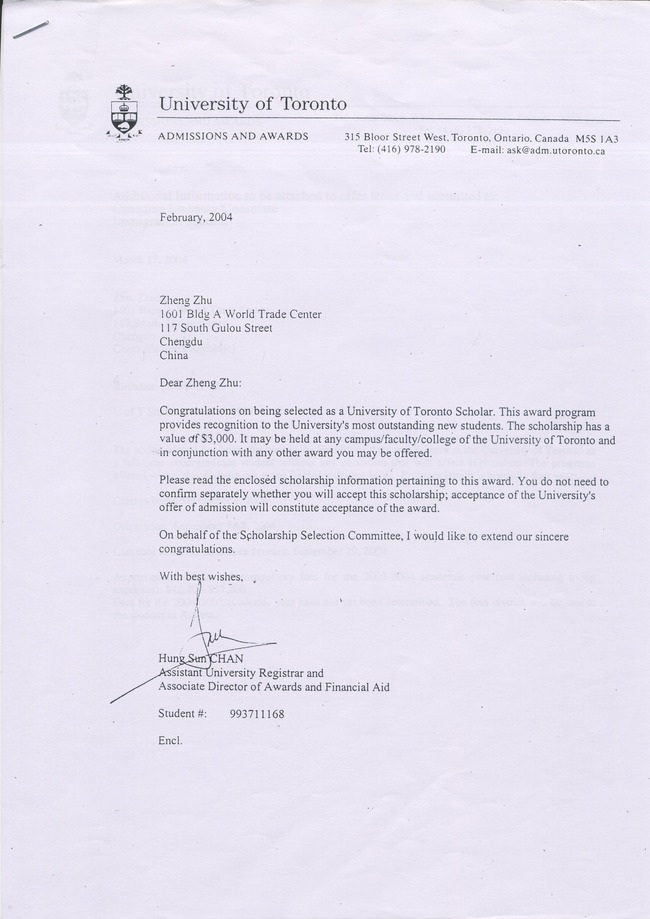 University of Toronto
ADMISSIONS AND AWARDS
315 Bloor Street West, Toronto, Ontario, Canada M5S 1A3
Tel: (416) 978-2190 E-mail: ask@adm.utoronto.ca
February, 2004
Zheng Zhu
1601 Bldg A World Trade Center
117 South Gulou Street
Chengdu
China
Dear Zheng Zhu:
Congratulations on being selected as a University of Toronto Scholar. This award program
provides recognition to the University's most outstanding new students. The scholarship has a
value of $3,000. It may be held at any campus/faculty/college of the University of Toronto and
in conjunction with any other award you may be offered.
Please read the enclosed scholarship information pertaining to this award. You do not need to
confirm separately whether you will accept this scholarship; acceptance of the University's
offer of admission will constitute acceptance of the award.
On behalf of the Scholarship Selection Committee, I would like to extend our sincere
congratulations.
With best wishes,
Hung Sun CHAN
Assistant University Registrar and
Associate Director of Awards and Financial Aid
Student #: 993711168
Encl.